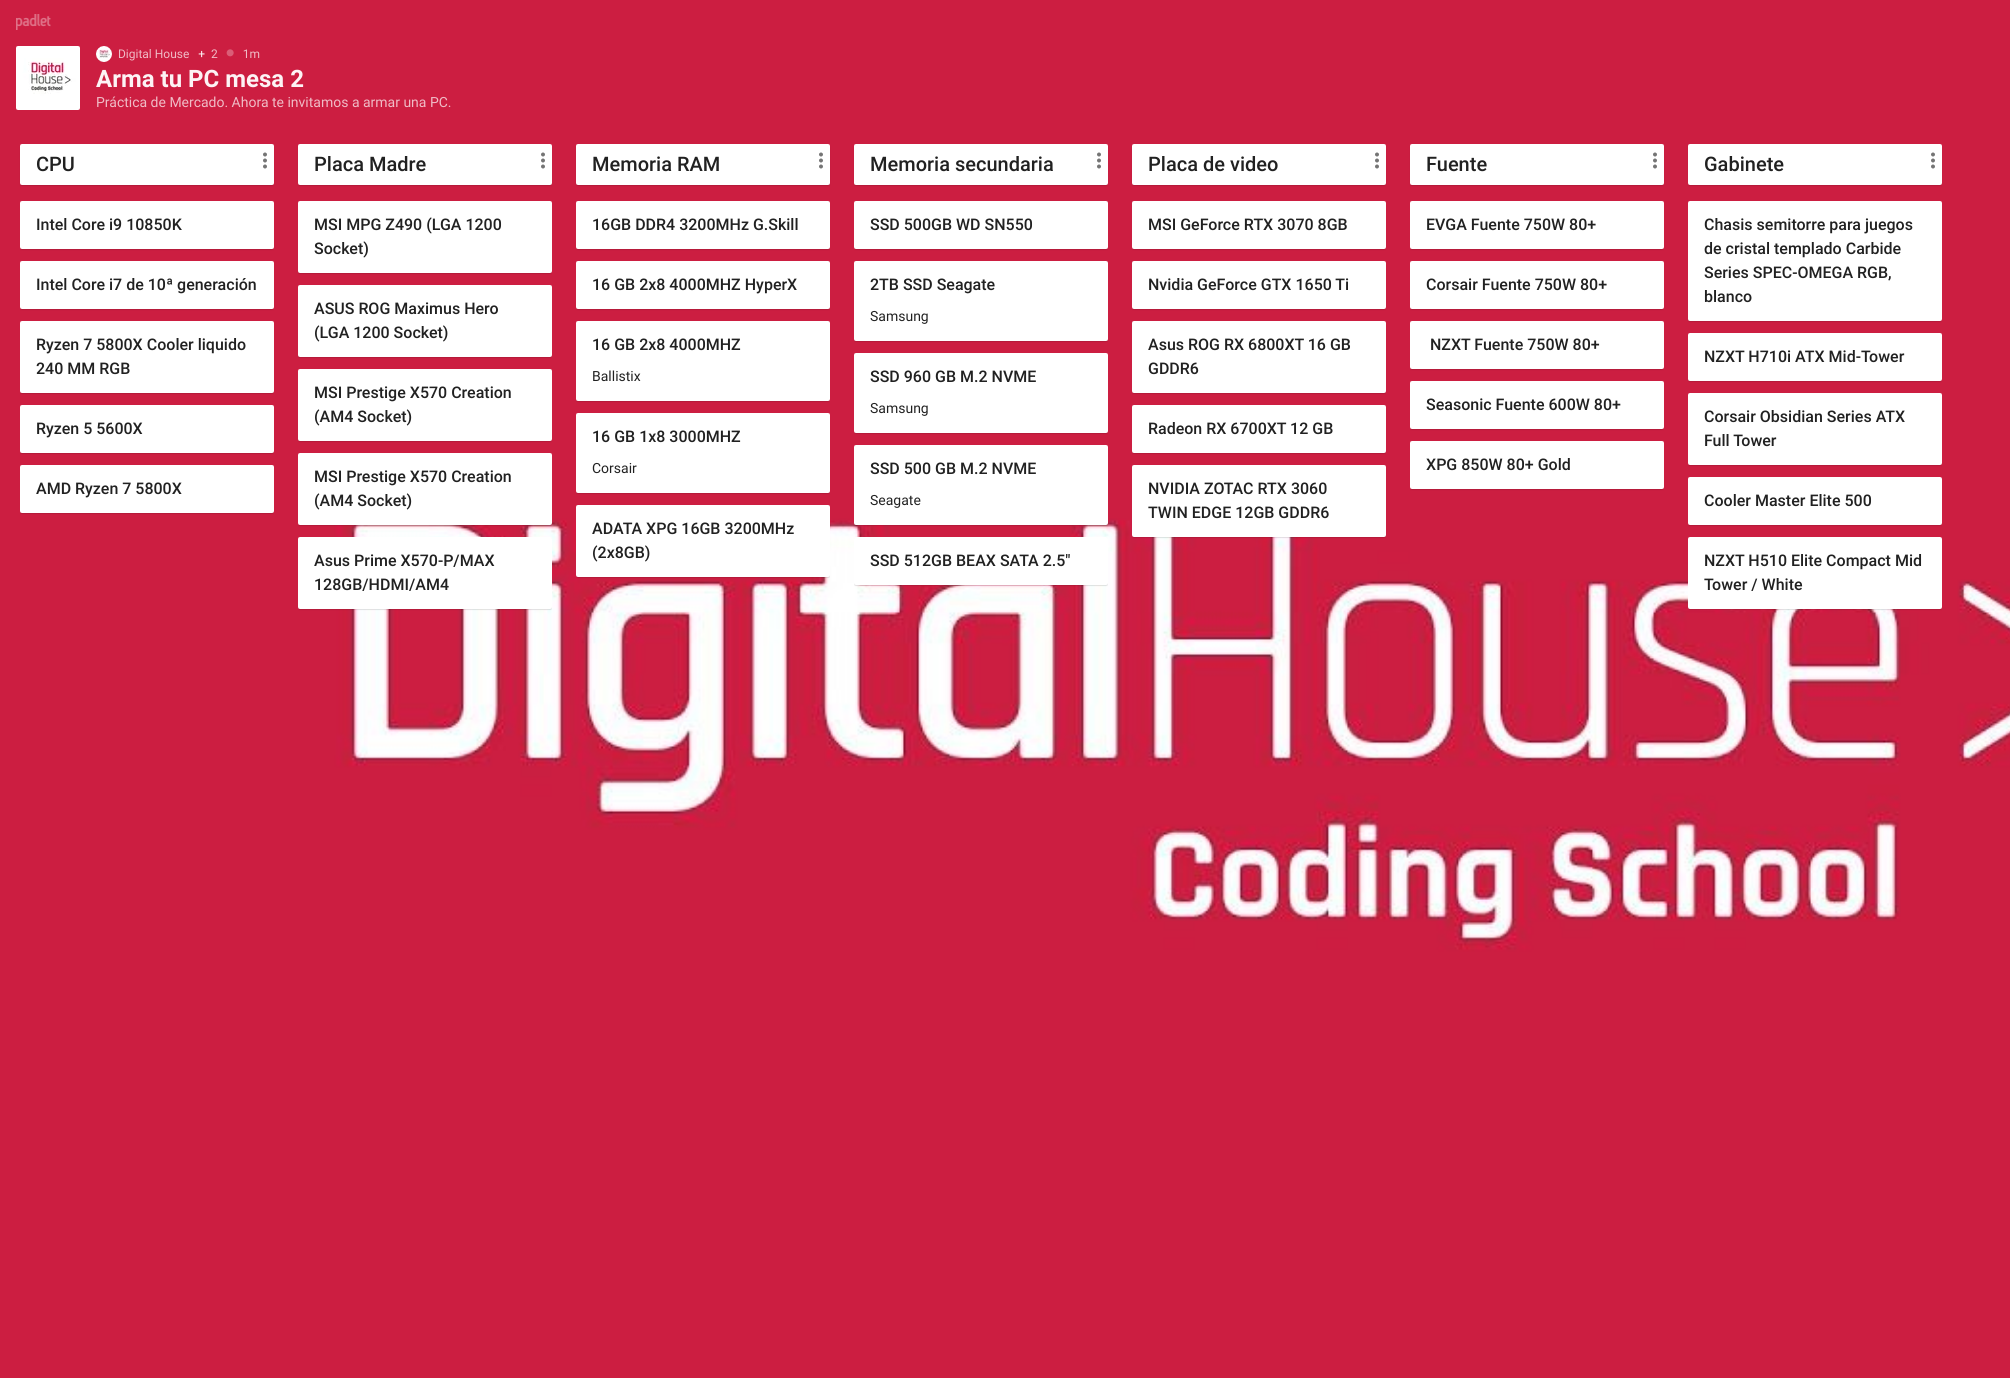 padlet
Digital
House>
Coding School
Digital House + 2 1m
Arma tu PC mesa 2
Práctica de Mercado. Ahora te invitamos a armar una PC.
CPU
Intel Core i9 10850K
Intel Core i7 de 10ª generación
Ryzen 7 5800X Cooler liquido
240 MM RGB
Ryzen 5 5600X
AMD Ryzen 7 5800X
Placa Madre
MSI MPG Z490 (LGA 1200
Socket)
ASUS ROG Maximus Hero
(LGA 1200 Socket)
MSI Prestige X570 Creation
(AM4 Socket)
MSI Prestige X570 Creation
(AM4 Socket)
Asus Prime X570-P/MAX
128GB/HDMI/AM4
Memoria RAM
16GB DDR4 3200MHz G.Skill
16 GB 2x8 4000MHZ HyperX
16 GB 2x8 4000MHZ
Ballistix
16 GB 1x8 3000MHZ
Corsair
ADATA XPG 16GB 3200MHz
(2x8GB)
Memoria secundaria
SSD 500GB WD SN550
2TB SSD Seagate
Samsung
SSD 960 GB M.2 NVME
Samsung
SSD 500 GB M.2 NVME
Seagate
SSD 512GB BEAX SATA 2.5"
Placa de video
MSI GeForce RTX 3070 8GB
Nvidia GeForce GTX 1650 Ti
Asus ROG RX 6800XT 16 GB
GDDR6
Radeon RX 6700XT 12 GB
NVIDIA ZOTAC RTX 3060
TWIN EDGE 12GB GDDR6
Fuente
EVGA Fuente 750W 80+
Corsair Fuente 750W 80+
NZXT Fuente 750W 80+
Seasonic Fuente 600W 80+
XPG 850W 80+ Gold
Gabinete
Chasis semitorre para juegos
de cristal templado Carbide
Series SPEC-OMEGA RGB,
blanco
NZXT H710i ATX Mid-Tower
Corsair Obsidian Series ATX
Full Tower
Cooler Master Elite 500
NZXT H510 Elite Compact Mid
Tower / White
DigitalHouse>
Coding School